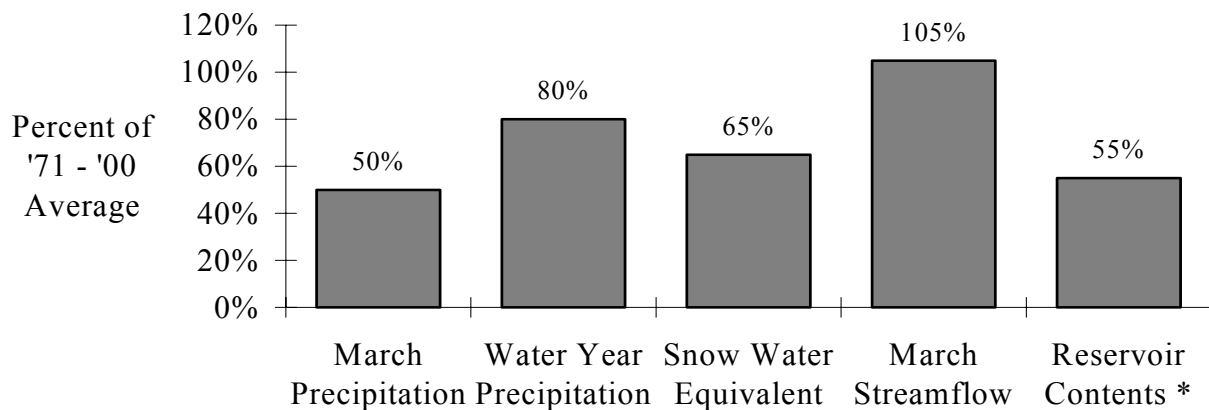 Percent of
'71 - '00
Average
120%
100%
80%
60%
40%
20%
0%
50%
80%
65%
105%
55%
March
Precipitation
Water Year
Precipitation
Snow Water
Equivalent
March
Streamflow
Reservoir
Contents *